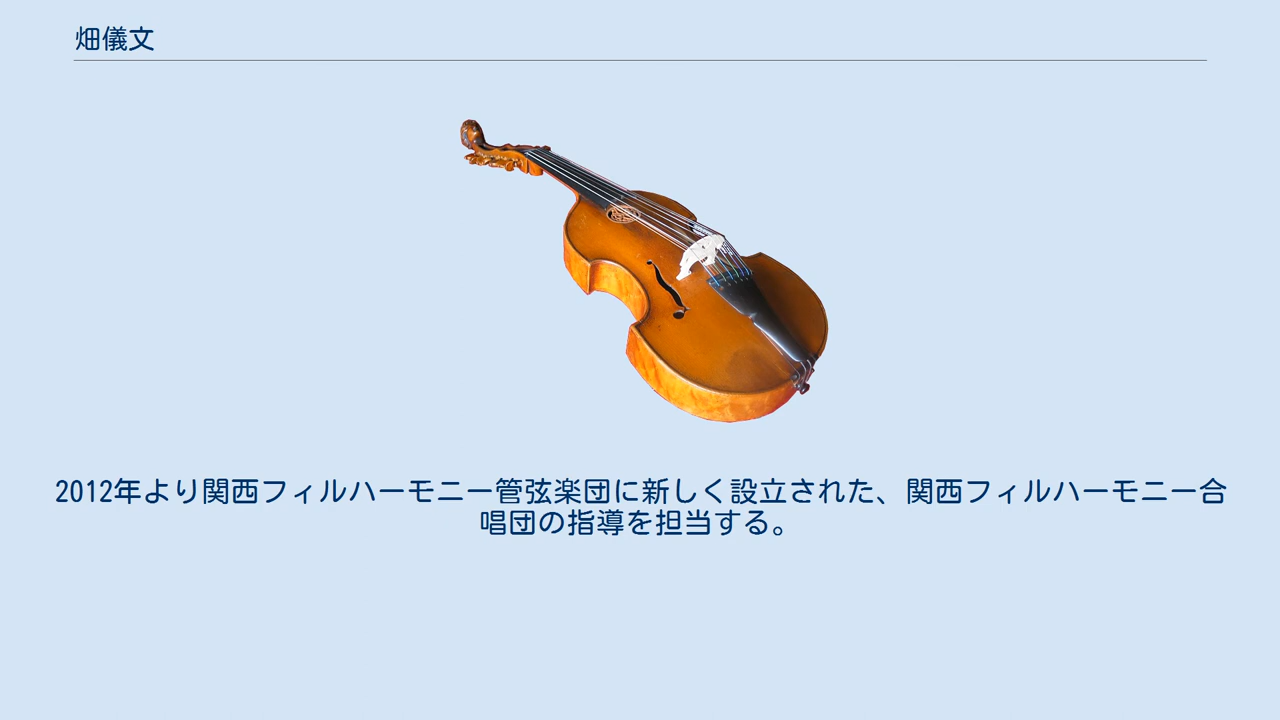 畑儀文
2012年より関西フィルハーモニー管弦楽団に新しく設立された、関西フィルハーモニー合
唱団の指導を担当する。